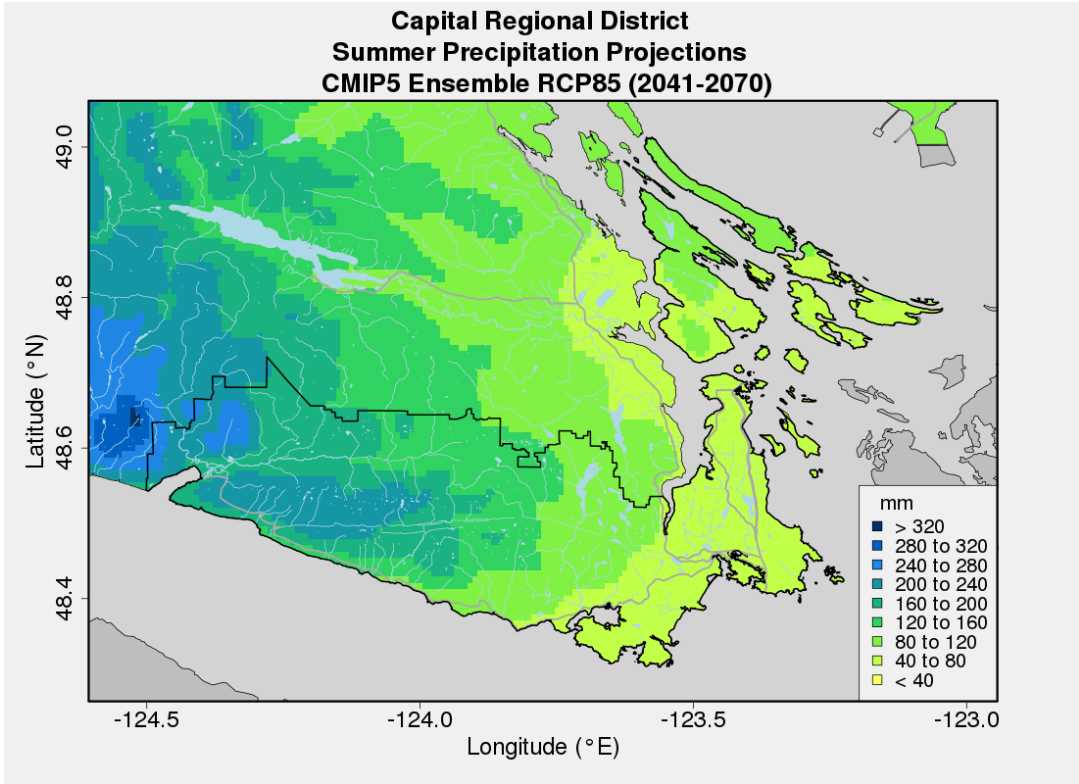 Capital Regional District
Summer Precipitation Projections
CMIP5 Ensemble RCP85 (2041-2070)
49.0
48.8
48.6
48.4
Latitude (°N)
mm
> 320
280 to 320
240 to 280
200 to 240
160 to 200
120 to 160
80 to 120
40 to 80
< 40
-124.5
-124.0
-123.5
-123.0
Longitude (°E)